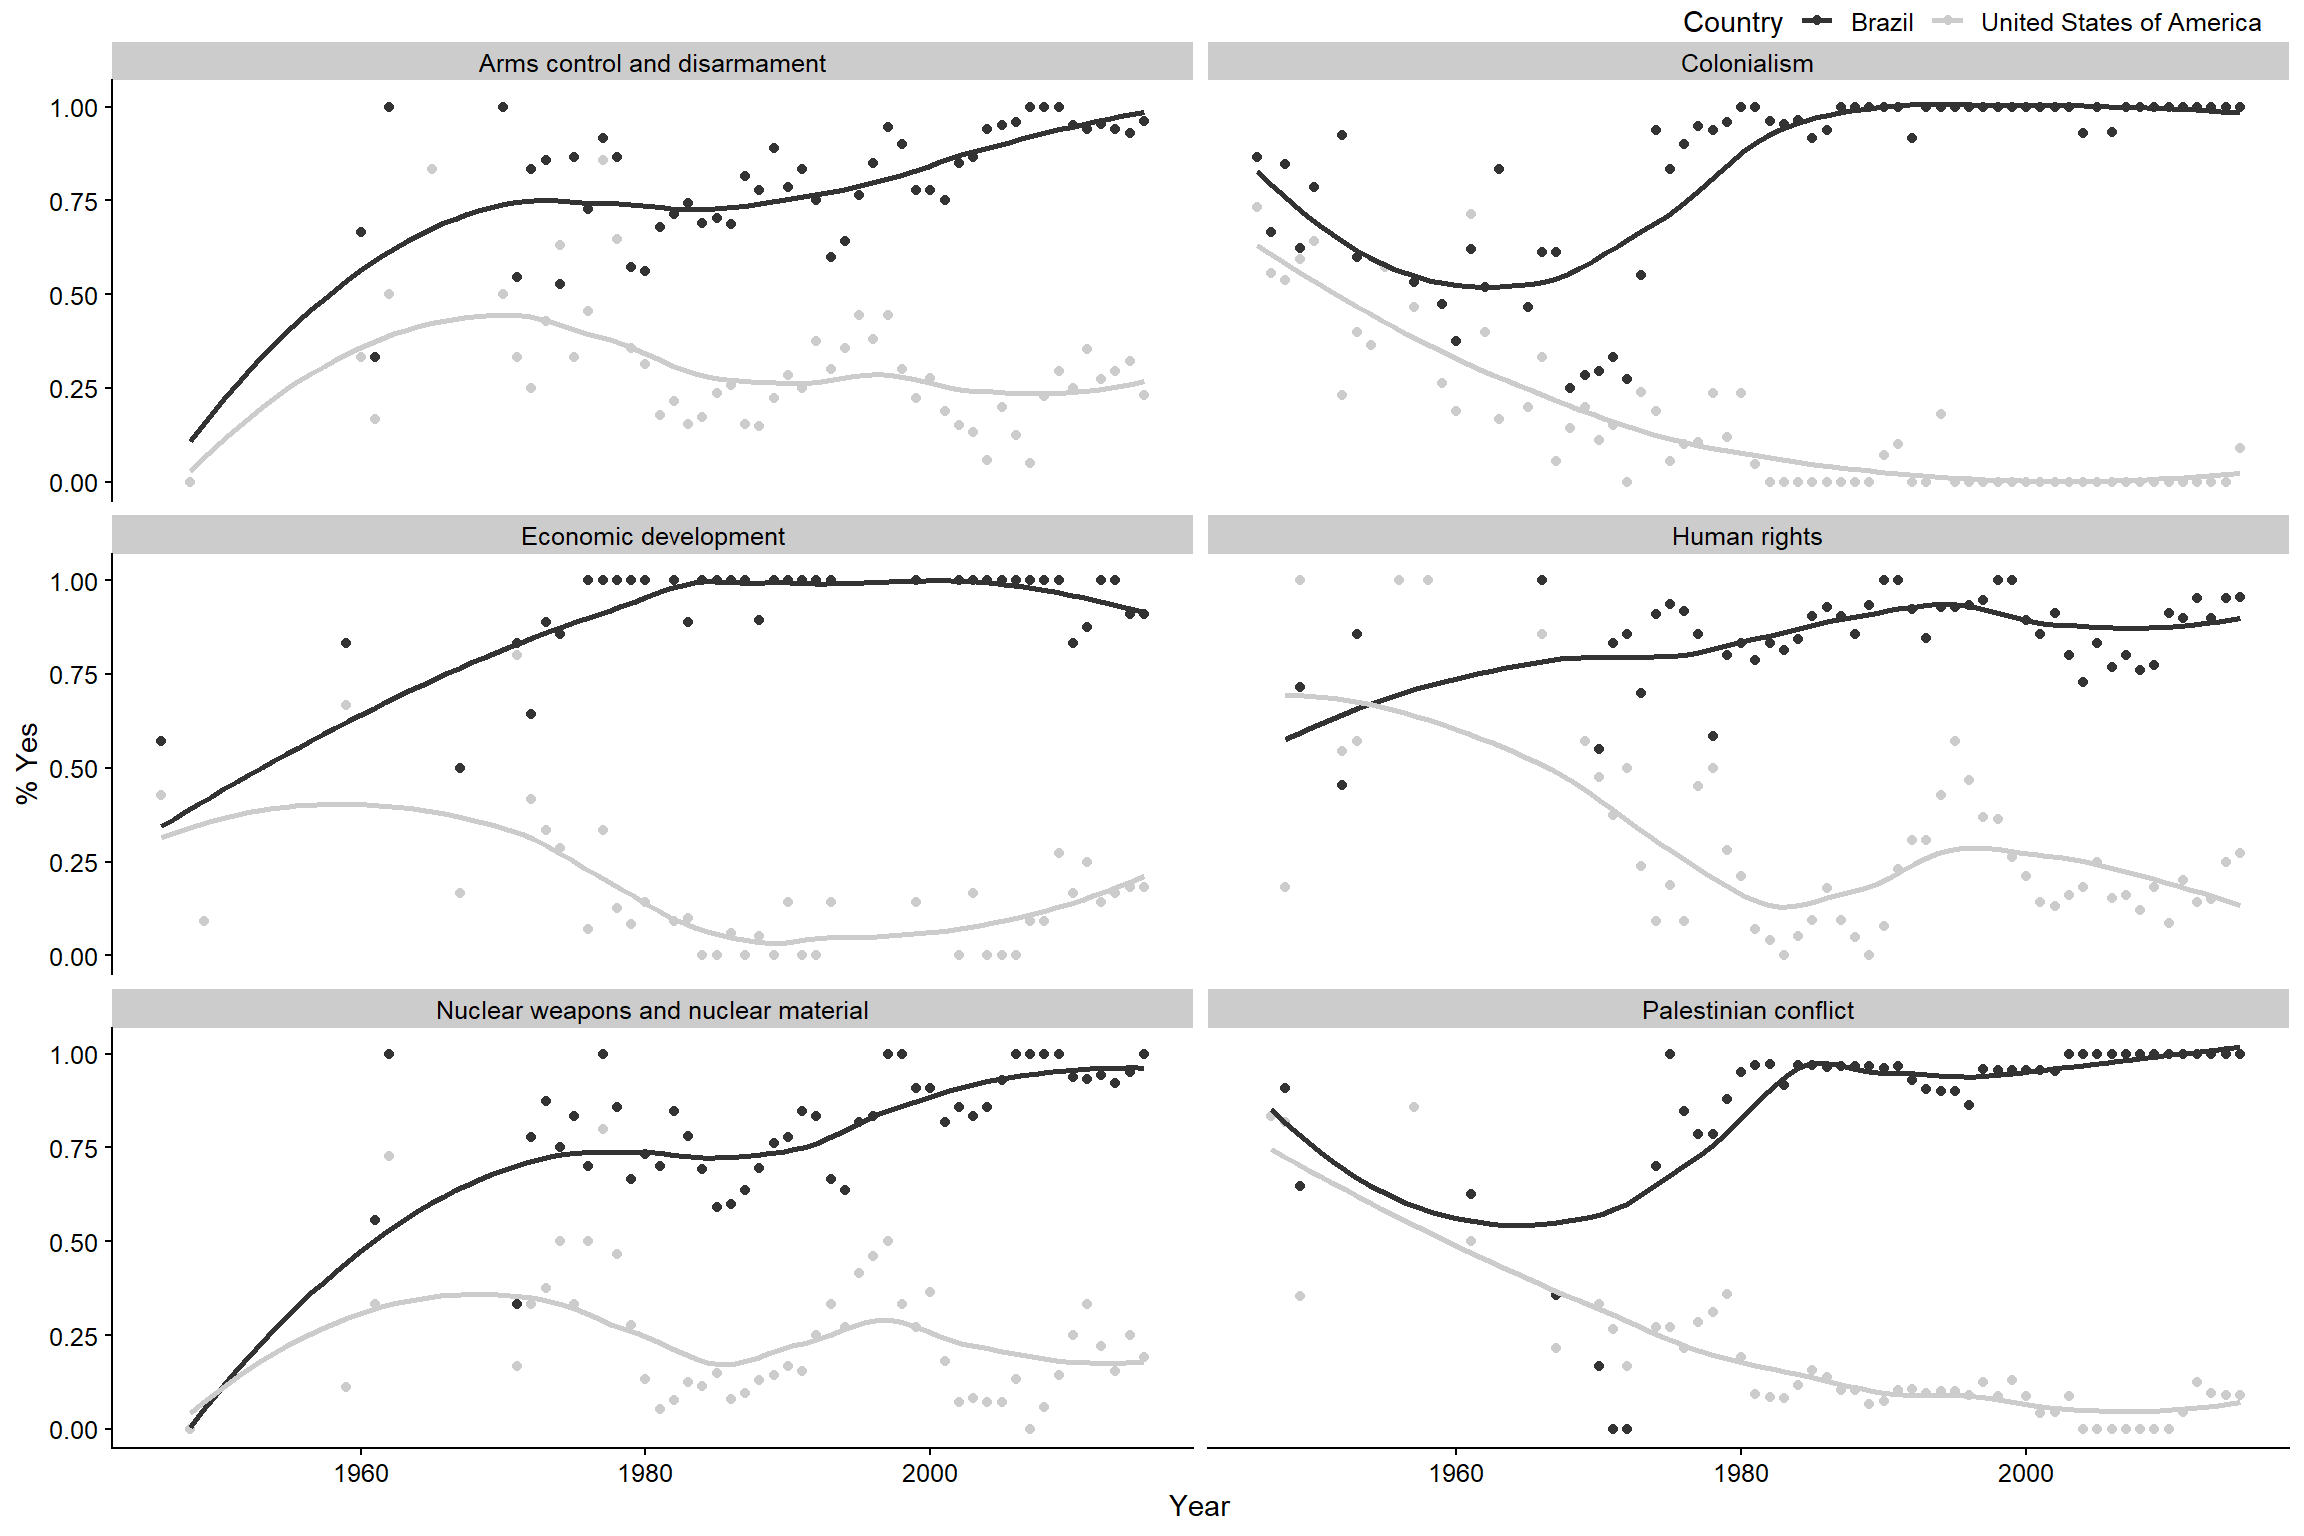 Country Brazil United States of America
Arms control and disarmament
Colonialism
1.00
0.75
0.50
0.25
0.00
Economic development
Human rights
1.00
0.75
0.50
0.25
0.00
% Yes
Nuclear weapons and nuclear material
Palestinian conflict
1.00
0.75
0.50
0.25
0.00
1960 1980 2000
1960 1980 2000
Year